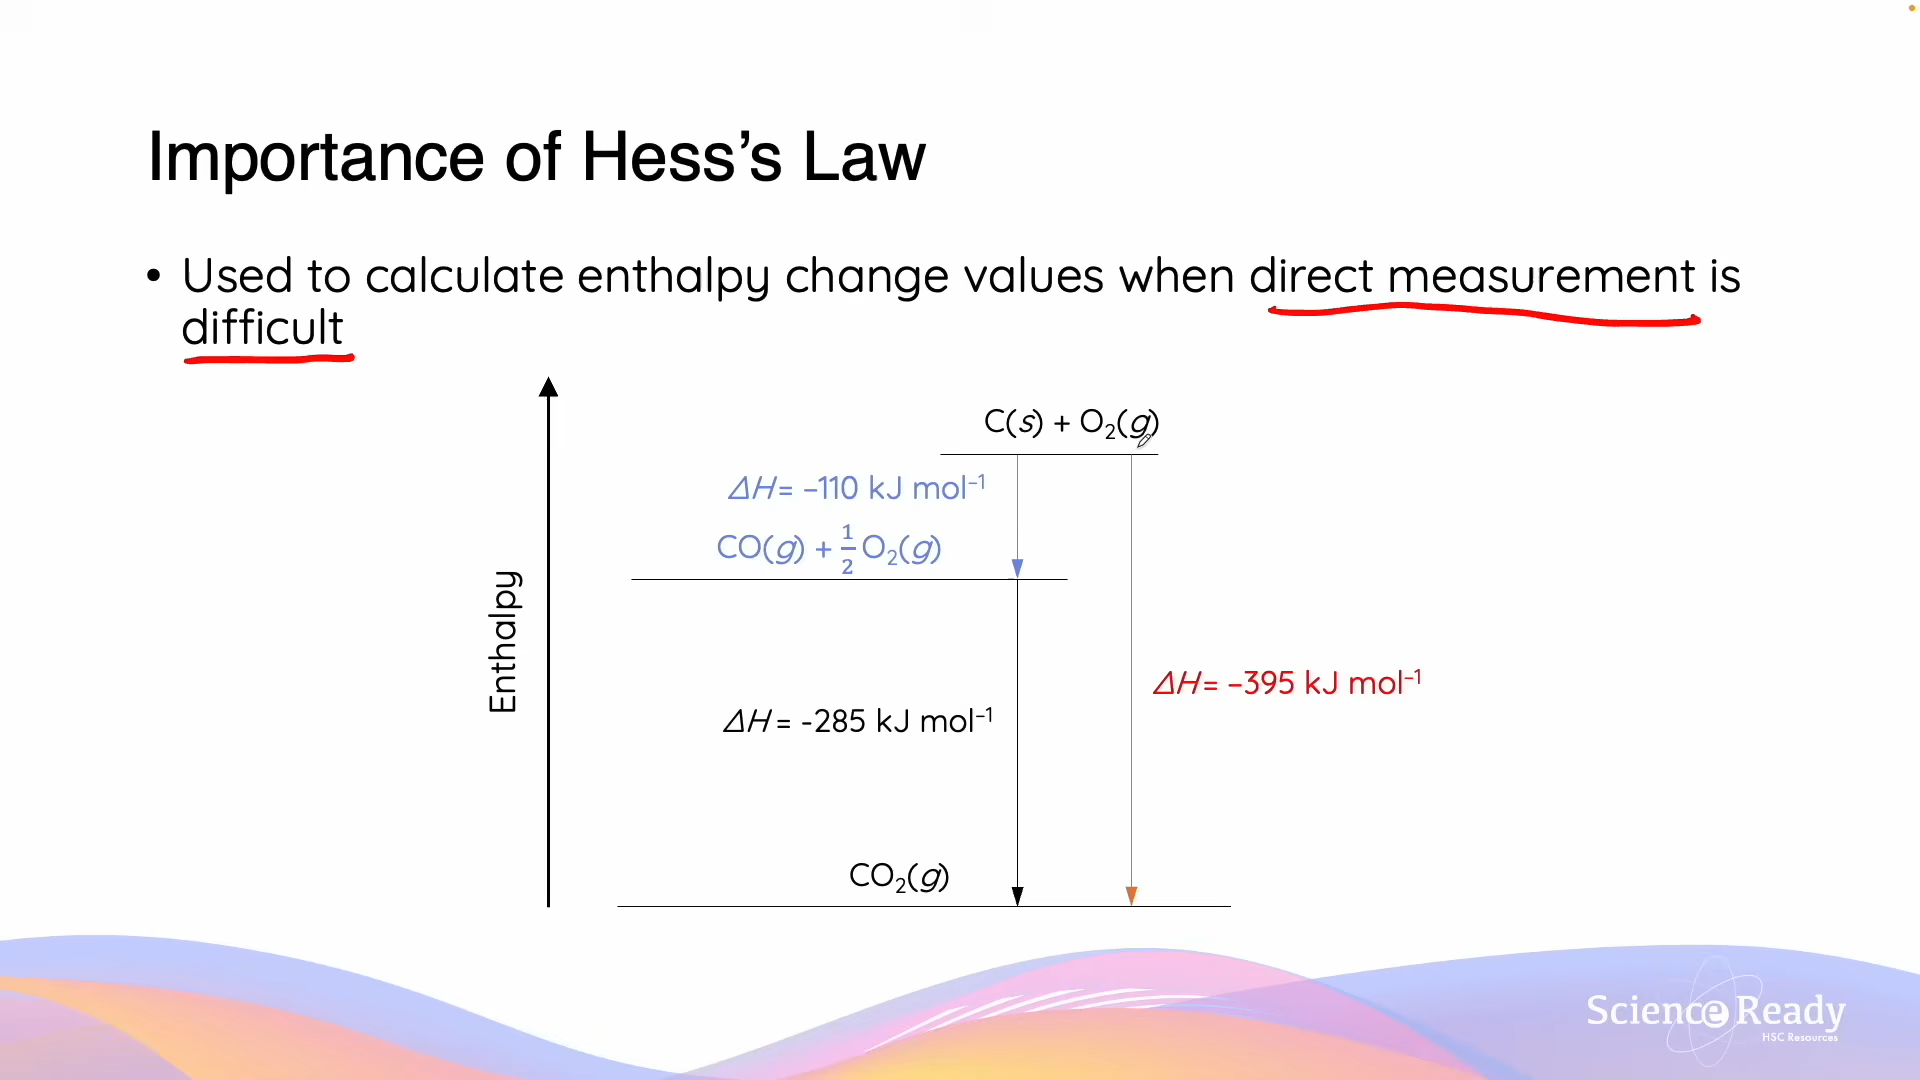 Importance of Hess’s Law
• Used to calculate enthalpy change values when direct measurement is
difficult
C(s) + O₂(g)
ΔH = –110 kJ mol⁻¹
CO(g) + ½ O₂(g)
Enthalpy
ΔH = –395 kJ mol⁻¹
ΔH = -285 kJ mol⁻¹
CO₂(g)
Science Ready
HSC Resources